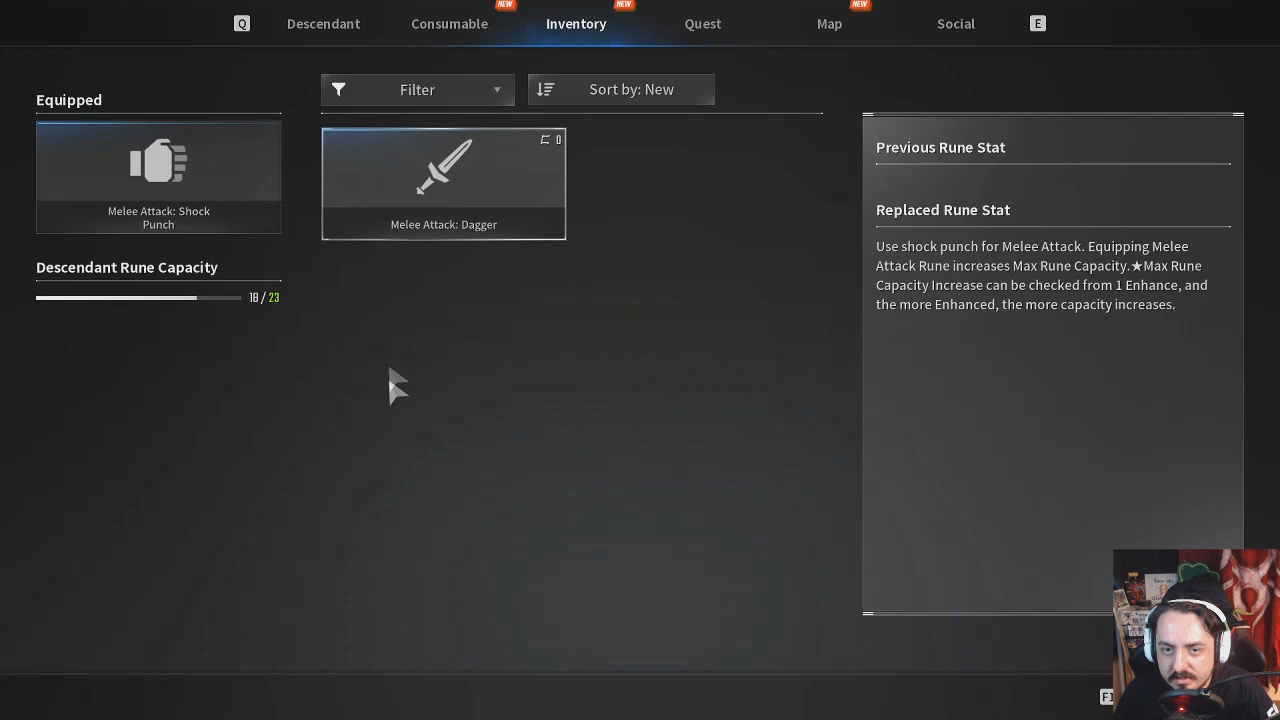 Q
Descendant
Consumable
NEW
Inventory
NEW
Quest
Map
NEW
Social
E
Equipped
Filter
Sort by: New
Melee Attack: Shock
Punch
0
Melee Attack: Dagger
Descendant Rune Capacity
18 / 23
Previous Rune Stat
Replaced Rune Stat
Use shock punch for Melee Attack. Equipping Melee
Attack Rune increases Max Rune Capacity.★Max Rune
Capacity Increase can be checked from 1 Enhance, and
the more Enhanced, the more capacity increases.